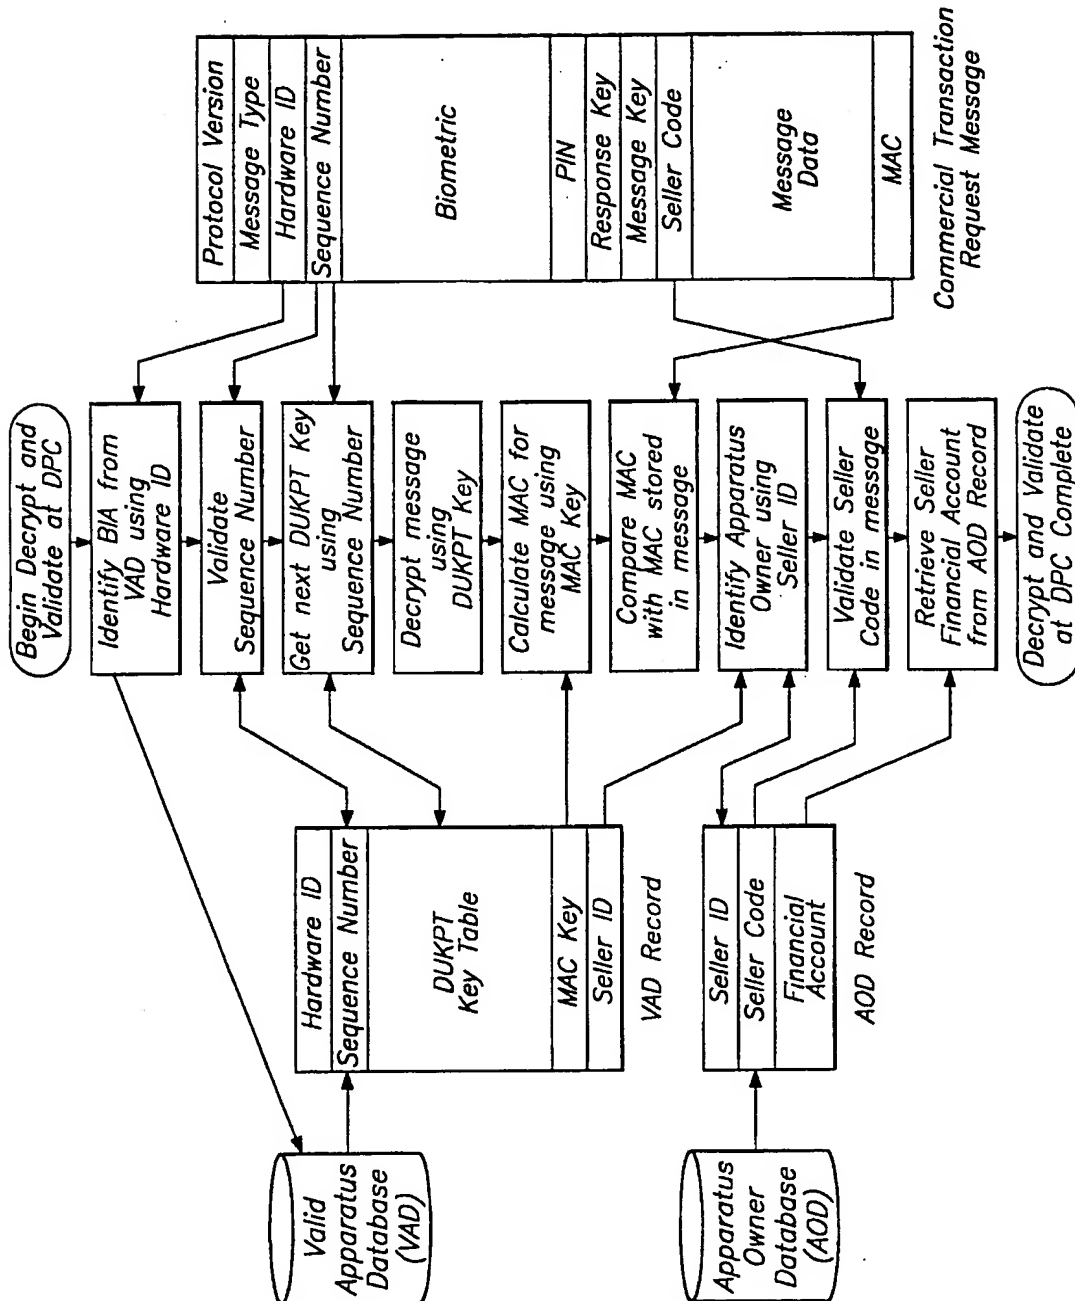 Begin Decrypt and
Validate at DPC
Identify BIA from
VAD using
Hardware ID
Validate
Sequence Number
Get next DUKPT Key
using
Sequence Number
Decrypt message
using
DUKPT Key
Calculate MAC for
message using
MAC Key
Compare MAC
with MAC stored
in message
Identify Apparatus
Owner using
Seller ID
Validate Seller
Code in message
Retrieve Seller
Financial Account
from AOD Record
Decrypt and Validate
at DPC Complete
Protocol Version
Message Type
Hardware ID
Sequence Number
Biometric
PIN
Response Key
Message Key
Seller Code
Message
Data
MAC
Commercial Transaction
Request Message
Hardware ID
Sequence Number
DUKPT
Key Table
MAC Key
Seller ID
VAD Record
Seller ID
Seller Code
Financial
Account
AOD Record
Valid
Apparatus
Database
(VAD)
Apparatus
Owner
Database
(AOD)